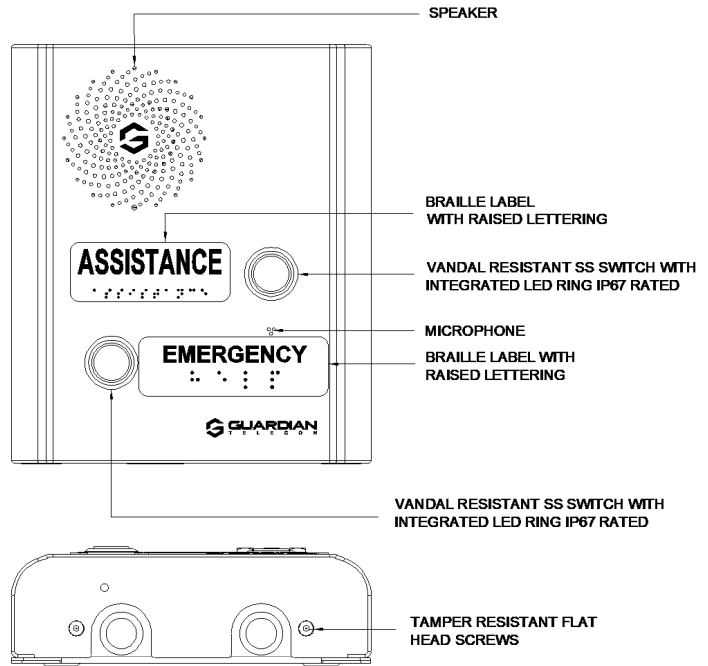 SPEAKER
BRAILLE LABEL
WITH RAISED LETTERING
ASSISTANCE
VANDAL RESISTANT SS SWITCH WITH
INTEGRATED LED RING IP67 RATED
MICROPHONE
EMERGENCY
BRAILLE LABEL WITH
RAISED LETTERING
GUARDIAN
TELECOM
VANDAL RESISTANT SS SWITCH WITH
INTEGRATED LED RING IP67 RATED
TAMPER RESISTANT FLAT
HEAD SCREWS